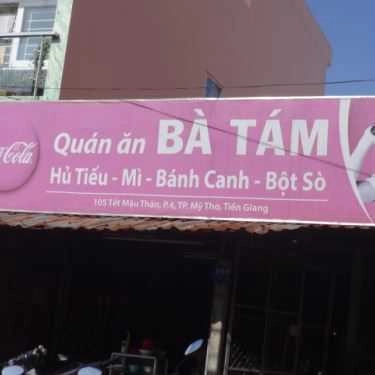 Cola
Quán ăn BÀ TÁM
Hủ Tiếu - Mì - Bánh Canh - Bột Sò
105 Tết Mậu Thân, P.4, TP. Mỹ Tho, Tiền Giang